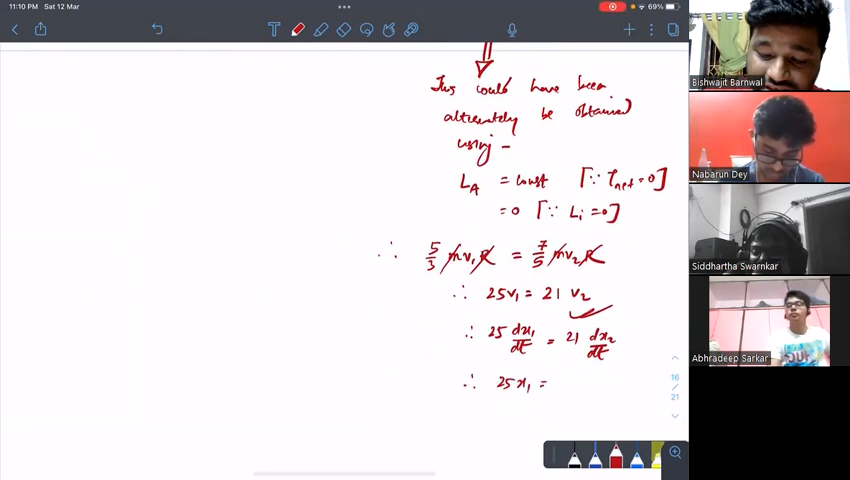 11:10 PM Sat 12 Mar
69%
This could have been
alternately be obtained
using -
L_A = const [∵ τ_net = 0]
= 0 [∵ L_i = 0]
∴ 5/3 mv₁R = 7/5 mv₂R
∴ 25v₁ = 21 v₂
∴ 25 dx₁/dt = 21 dx₂/dt
∴ 25x₁ =
16
/
21
Bishwajit Barnwal
Nabarun Dey
Siddhartha Swarnkar
Abhradeep Sarkar